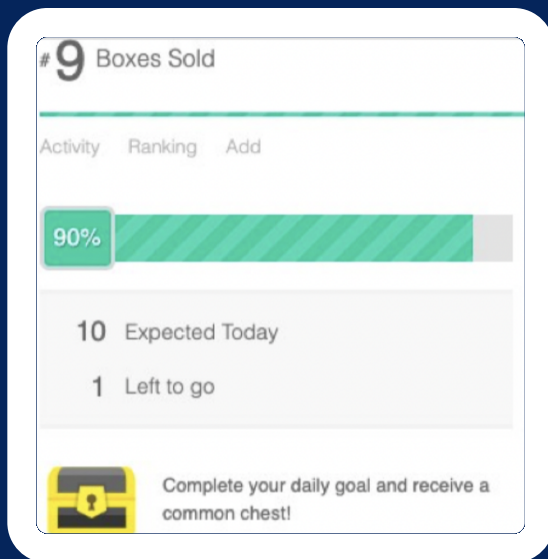 # 9 Boxes Sold
Activity Ranking Add
90%
10 Expected Today
1 Left to go
Complete your daily goal and receive a
common chest!